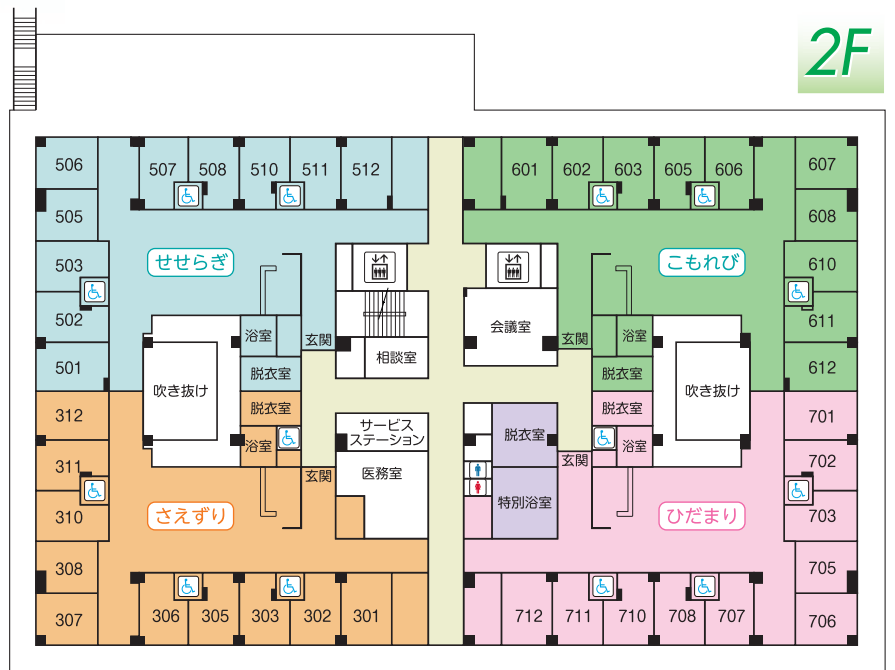 2F
506
507
508
510
511
512
601
602
603
605
606
607
505
608
503
せせらぎ
こもれび
610
502
浴室
玄関
会議室
玄関
浴室
611
相談室
501
吹き抜け
脱衣室
脱衣室
吹き抜け
612
312
脱衣室
サービス
ステーション
脱衣室
脱衣室
701
311
浴室
玄関
医務室
玄関
浴室
702
310
さえずり
特別浴室
ひだまり
703
308
705
307
306
305
303
302
301
712
711
710
708
707
706